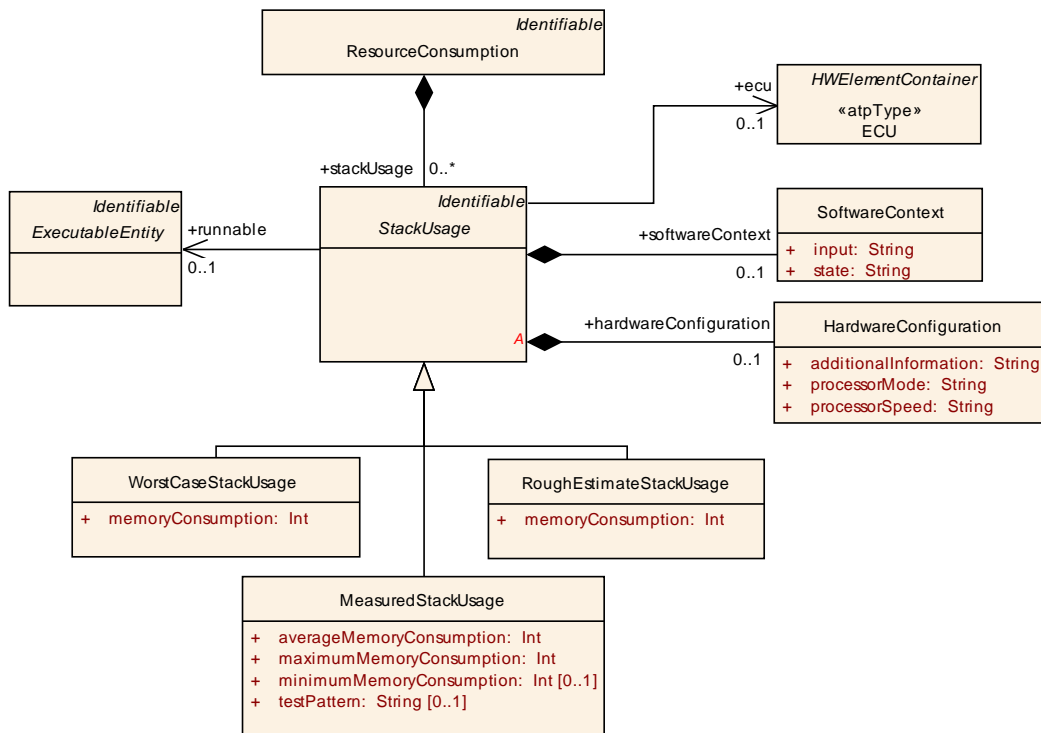 Identifiable
ResourceConsumption
+ecu
0..1
HWElementContainer
«atpType»
ECU
+stackUsage
0..*
Identifiable
ExecutableEntity
+runnable
0..1
Identifiable
StackUsage
A
+softwareContext
0..1
SoftwareContext
+ input: String
+ state: String
+hardwareConfiguration
0..1
HardwareConfiguration
+ additionalInformation: String
+ processorMode: String
+ processorSpeed: String
WorstCaseStackUsage
+ memoryConsumption: Int
RoughEstimateStackUsage
+ memoryConsumption: Int
MeasuredStackUsage
+ averageMemoryConsumption: Int
+ maximumMemoryConsumption: Int
+ minimumMemoryConsumption: Int [0..1]
+ testPattern: String [0..1]